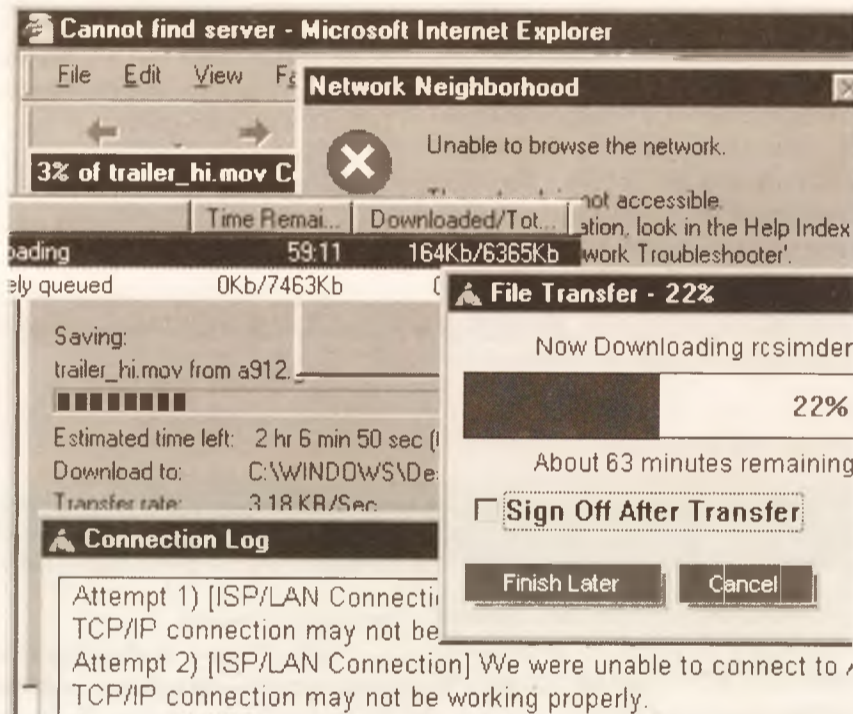 Cannot find server - Microsoft Internet Explorer
File Edit View
Network Neighborhood
Unable to browse the network.
3% of trailer_hi.mov
not accessible.
look in the Help Index
Troubleshooter'.
Time Remai... Downloaded/Tot...
59:11 164Kb/6365Kb
queued 0Kb/7463Kb
File Transfer - 22%
Now Downloading rcsimder
22%
About 63 minutes remaining
Sign Off After Transfer
Finish Later Cancel
Saving:
trailer_hi.mov from a912.
Estimated time left: 2 hr 6 min 50 sec
Download to: C:\WINDOWS\De
Transfer rate: 3.18 KB/Sec
Connection Log
Attempt 1) [ISP/LAN Connecti
TCP/IP connection may not be
Attempt 2) [ISP/LAN Connection] We were unable to connect to
TCP/IP connection may not be working properly.